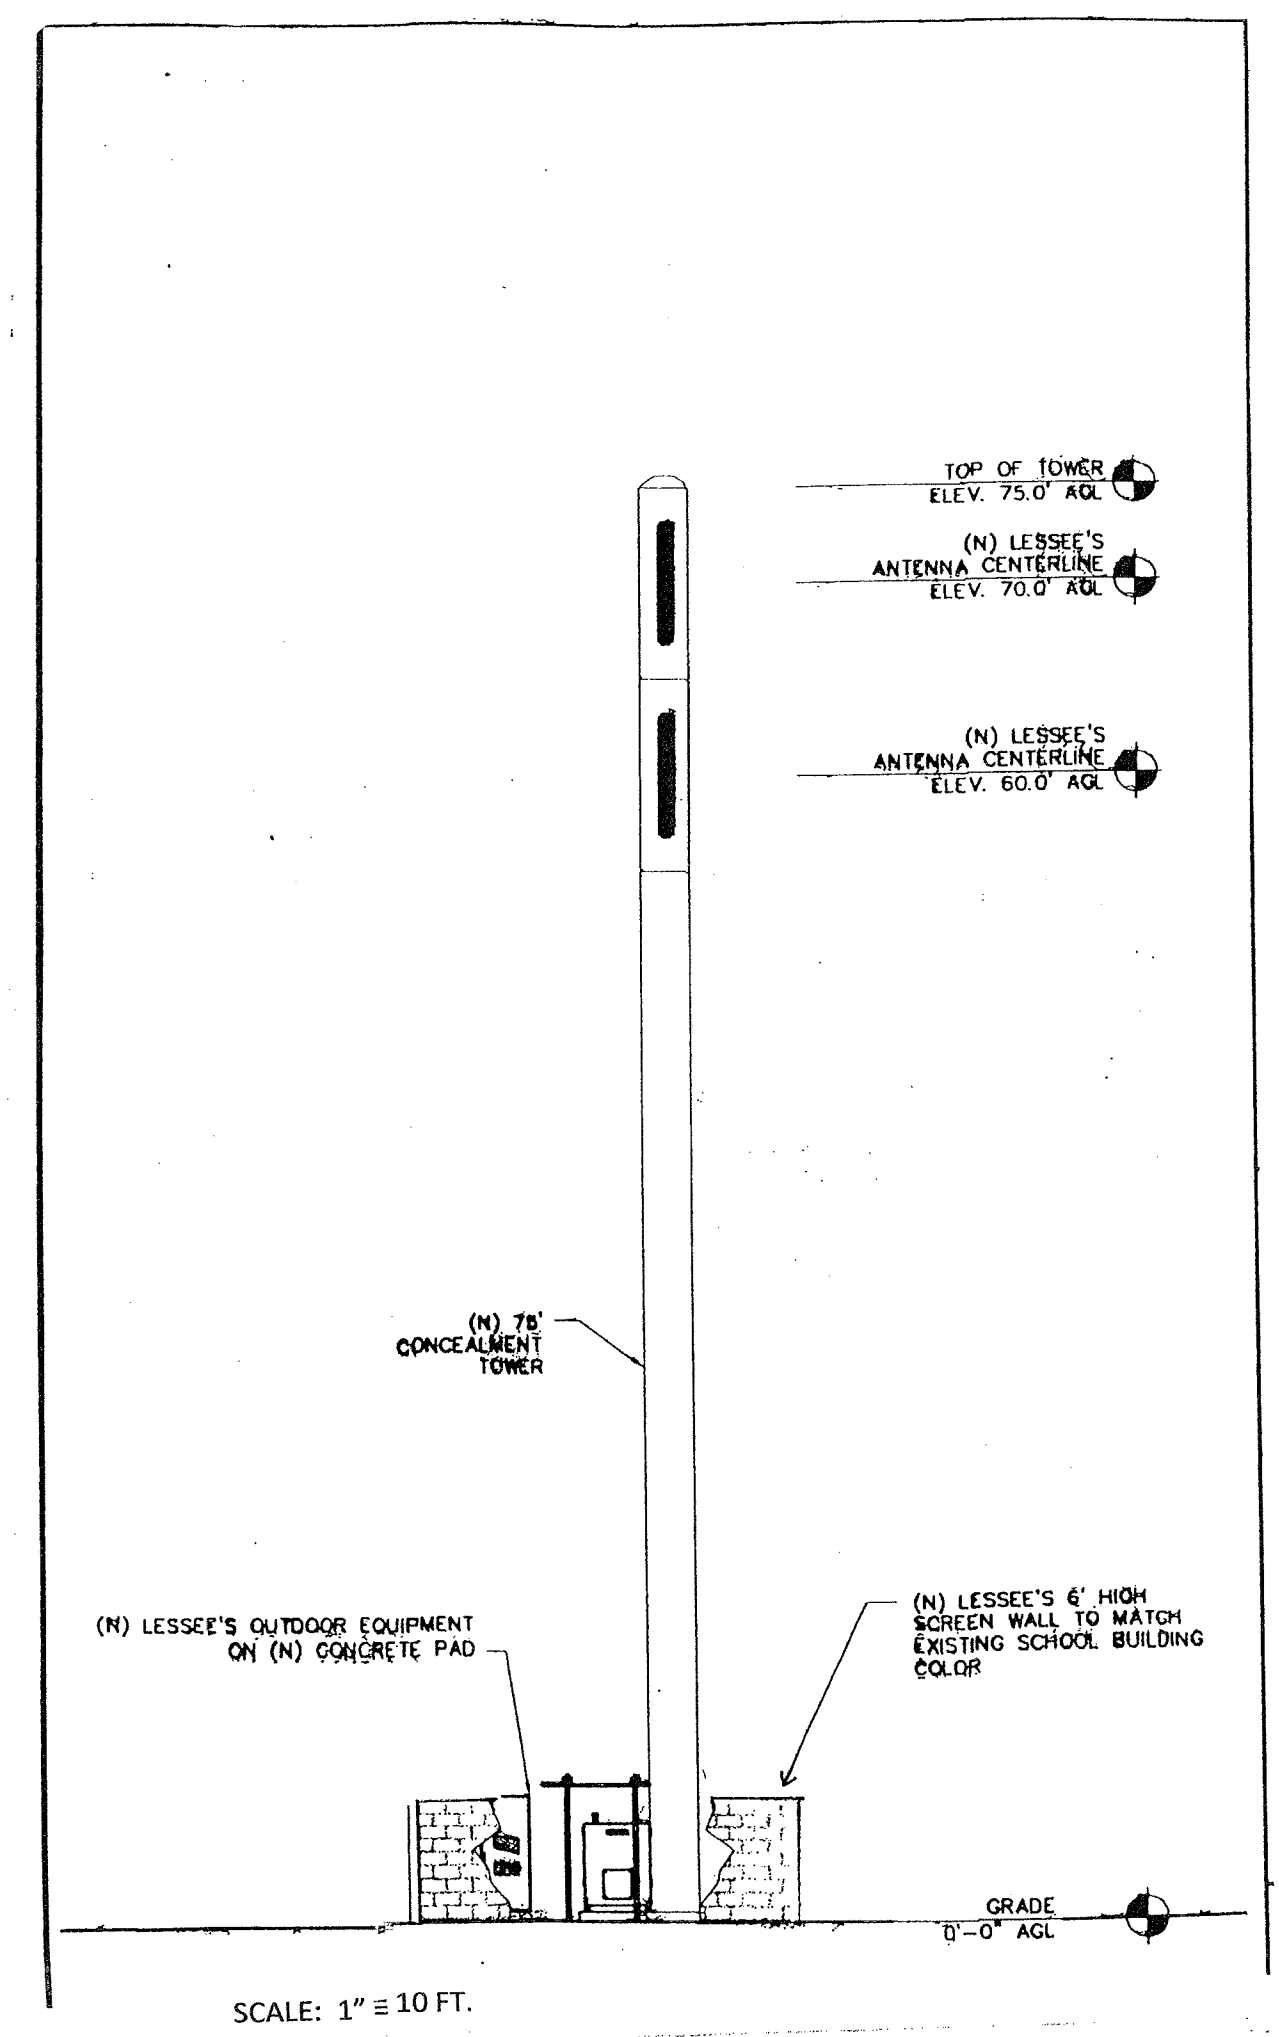 TOP OF TOWER
ELEV. 75.0' AGL
(N) LESSEE'S
ANTENNA CENTERLINE
ELEV. 70.0' AGL
(N) LESSEE'S
ANTENNA CENTERLINE
ELEV. 60.0' AGL
(N) 75'
CONCEALMENT
TOWER
(N) LESSEE'S OUTDOOR EQUIPMENT
ON (N) CONCRETE PAD
(N) LESSEE'S 6' HIGH
SCREEN WALL TO MATCH
EXISTING SCHOOL BUILDING
COLOR
GRADE
0'-0" AGL
SCALE: 1" = 10 FT.